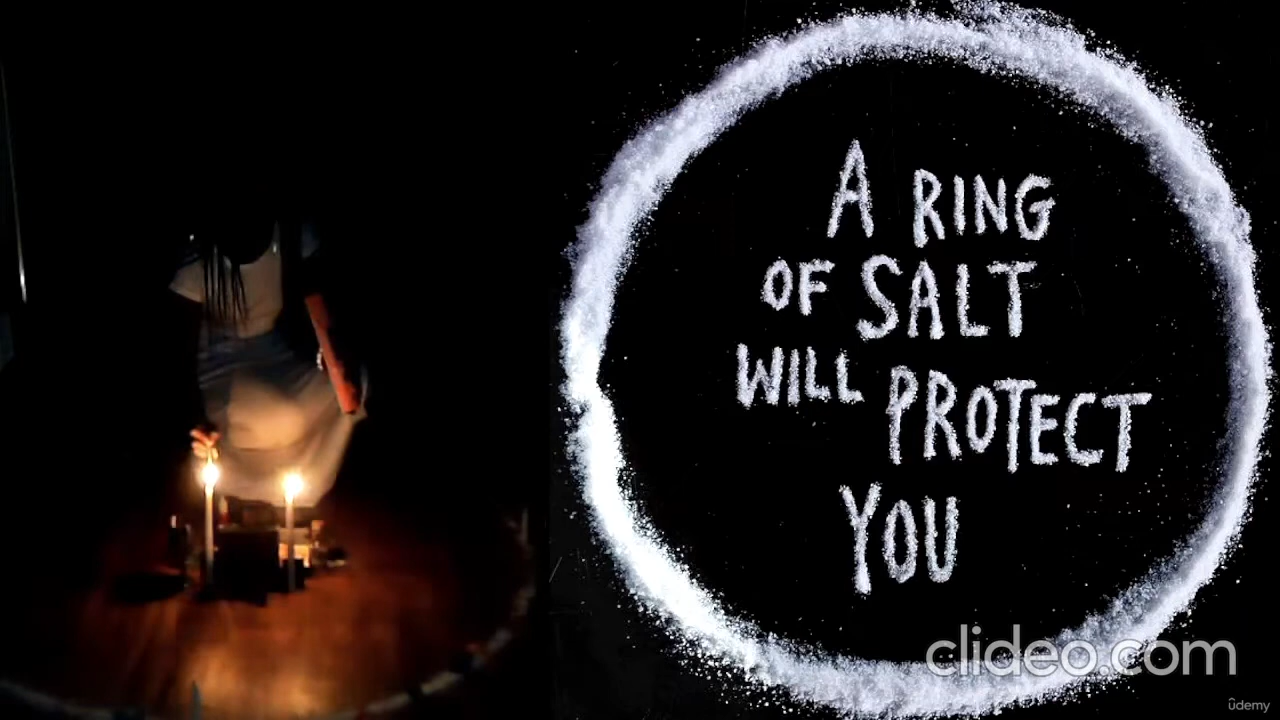 A RING
OF SALT
WILL PROTECT
YOU
clideo.com
ûdemy